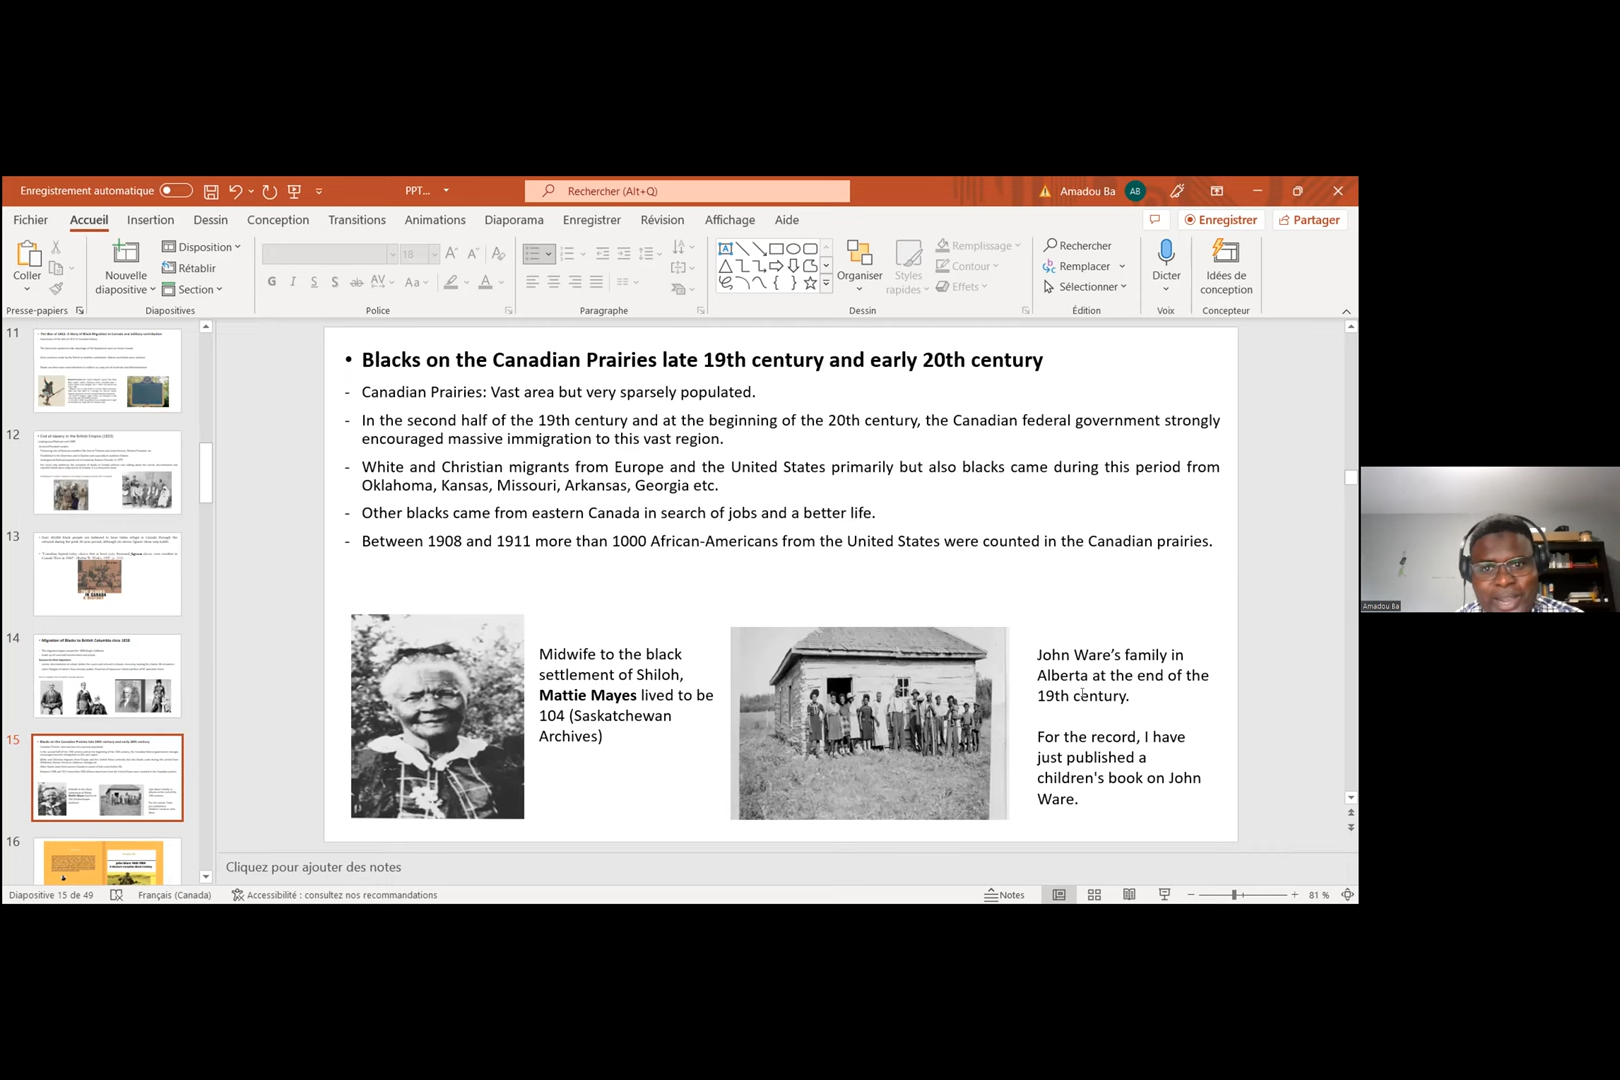 Enregistrement automatique
PPT...
Rechercher (Alt+Q)
Amadou Ba
AB
Fichier
Accueil
Insertion
Dessin
Conception
Transitions
Animations
Diaporama
Enregistrer
Révision
Affichage
Aide
Enregistrer
Partager
Coller
Nouvelle
diapositive
Disposition
Rétablir
Section
18
G I S S ab AV Aa A
Organiser
Styles
rapides
Remplissage
Contour
Effets
Rechercher
Remplacer
Sélectionner
Dicter
Idées de
conception
Presse-papiers
Diapositives
Police
Paragraphe
Dessin
Édition
Voix
Concepteur
11
12
13
14
15
16
• Blacks on the Canadian Prairies late 19th century and early 20th century
- Canadian Prairies: Vast area but very sparsely populated.
- In the second half of the 19th century and at the beginning of the 20th century, the Canadian federal government strongly
encouraged massive immigration to this vast region.
- White and Christian migrants from Europe and the United States primarily but also blacks came during this period from
Oklahoma, Kansas, Missouri, Arkansas, Georgia etc.
- Other blacks came from eastern Canada in search of jobs and a better life.
- Between 1908 and 1911 more than 1000 African-Americans from the United States were counted in the Canadian prairies.
Midwife to the black
settlement of Shiloh,
Mattie Mayes lived to be
104 (Saskatchewan
Archives)
John Ware’s family in
Alberta at the end of the
19th century.
For the record, I have
just published a
children's book on John
Ware.
Amadou Ba
Cliquez pour ajouter des notes
Diapositive 15 de 49
Français (Canada)
Accessibilité : consultez nos recommandations
Notes
81 %